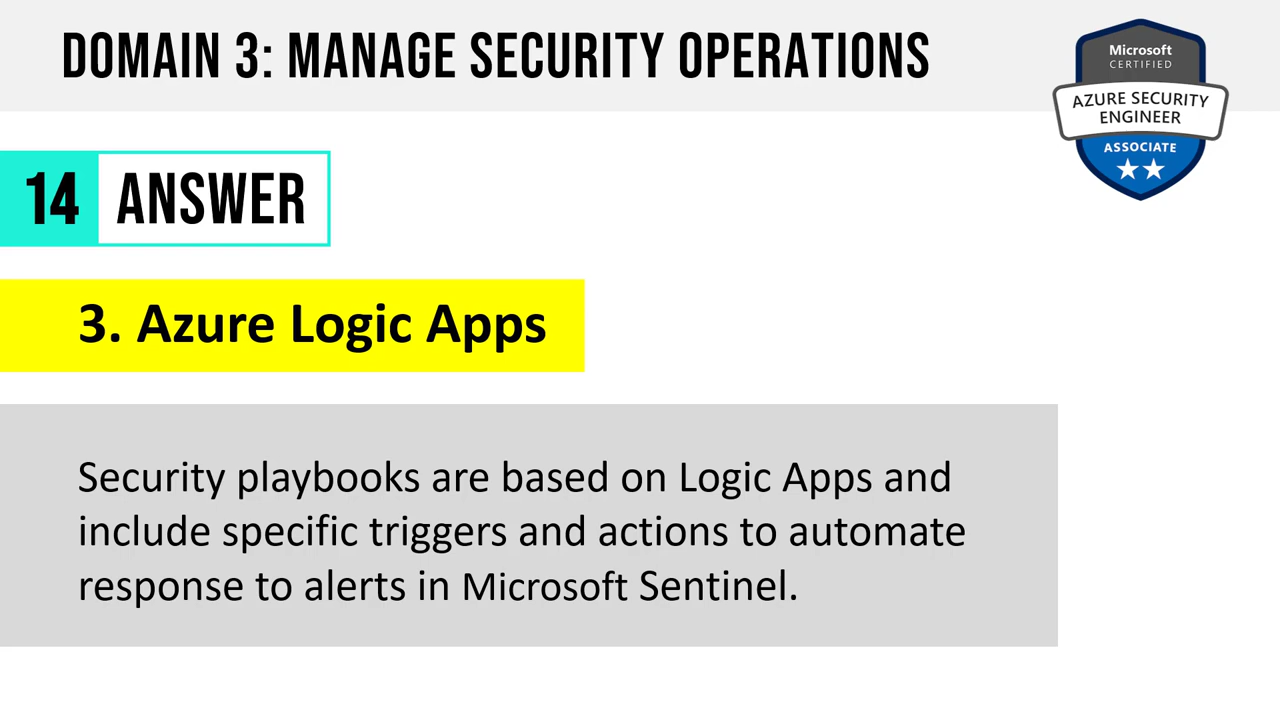 DOMAIN 3: MANAGE SECURITY OPERATIONS
Microsoft
CERTIFIED
AZURE SECURITY
ENGINEER
ASSOCIATE
14 ANSWER
3. Azure Logic Apps
Security playbooks are based on Logic Apps and
include specific triggers and actions to automate
response to alerts in Microsoft Sentinel.